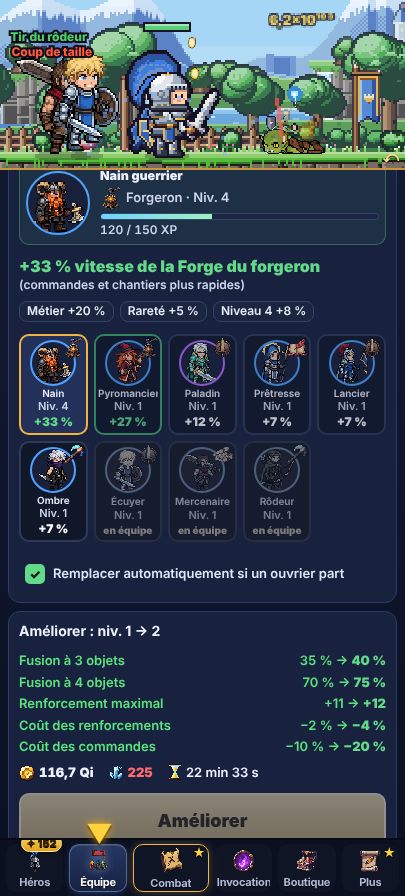 Tir du rôdeur
Coup de taille
Nain guerrier
Forgeron · Niv. 4
120 / 150 XP
+33 % vitesse de la Forge du forgeron
(commandes et chantiers plus rapides)
Métier +20 % Rareté +5 % Niveau 4 +8 %
Nain Pyromancien Paladin Prêtresse Lancier
Niv. 4 Niv. 1 Niv. 1 Niv. 1 Niv. 1
+33 % +27 % +12 % +7 % +7 %
Ombre Écuyer Mercenaire Rôdeur
Niv. 1 Niv. 1 Niv. 1 Niv. 1
+7 % en équipe en équipe en équipe
Remplacer automatiquement si un ouvrier part
Améliorer : niv. 1 → 2
Fusion à 3 objets 35 % → 40 %
Fusion à 4 objets 70 % → 75 %
Renforcement maximal +11 → +12
Coût des renforcements −2 % → −4 %
Coût des commandes −10 % → −20 %
116,7 Qi 225 22 min 33 s
Améliorer
Héros Équipe Combat Invocation Boutique Plus